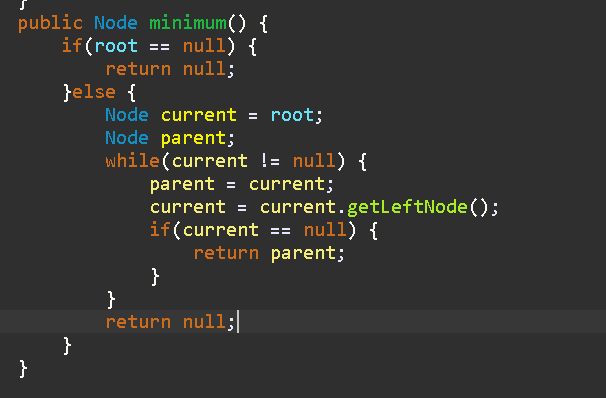 }
public Node minimum() {
if(root == null) {
return null;
}else {
Node current = root;
Node parent;
while(current != null) {
parent = current;
current = current.getLeftNode();
if(current == null) {
return parent;
}
}
return null;
}
}